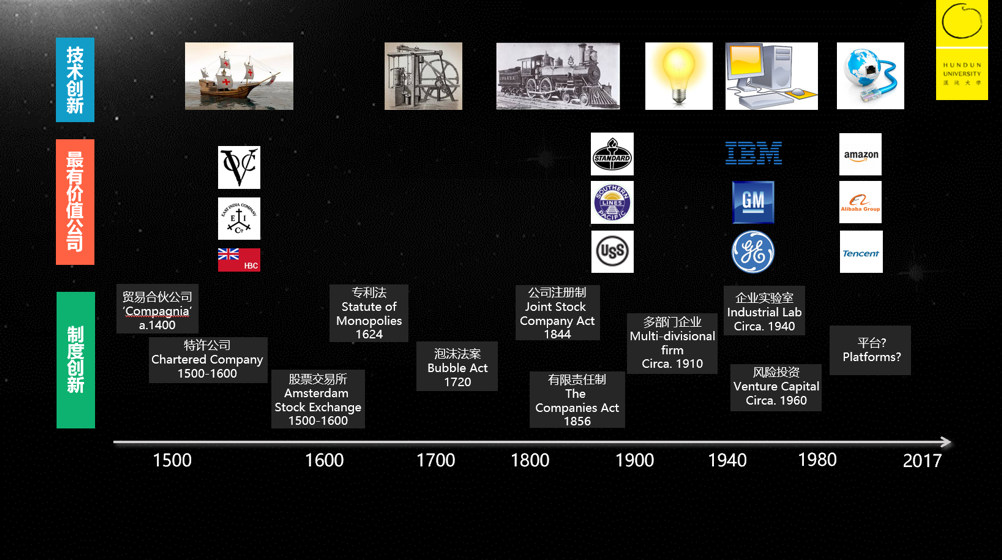 HUNDUN
UNIVERSITY
混沌大学
技术创新
最有价值公司
VOC
EAST INDIA COMPANY
E I
Co
HBC
STANDARD
SOUTHERN
LINES
PACIFIC
USS
IBM
GM
GE
amazon
Alibaba Group
Tencent
制度创新
贸易合伙公司
‘Compagnia’
a.1400
特许公司
Chartered Company
1500-1600
股票交易所
Amsterdam
Stock Exchange
1500-1600
专利法
Statute of
Monopolies
1624
泡沫法案
Bubble Act
1720
公司注册制
Joint Stock
Company Act
1844
有限责任制
The
Companies Act
1856
多部门企业
Multi-divisional
firm
Circa. 1910
企业实验室
Industrial Lab
Circa. 1940
风险投资
Venture Capital
Circa. 1960
平台?
Platforms?
1500 1600 1700 1800 1900 1940 1980 2017